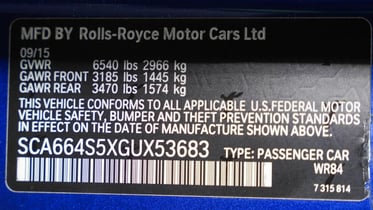 MFD BY Rolls-Royce Motor Cars Ltd
09/15
GVWR 6540 lbs 2966 kg
GAWR FRONT 3185 lbs 1445 kg
GAWR REAR 3470 lbs 1574 kg
THIS VEHICLE CONFORMS TO ALL APPLICABLE U.S.FEDERAL MOTOR
VEHICLE SAFETY, BUMPER AND THEFT PREVENTION STANDARDS
IN EFFECT ON THE DATE OF MANUFACTURE SHOWN ABOVE.
SCA664S5XGUX53683 TYPE: PASSENGER CAR
WR84
7 315 814